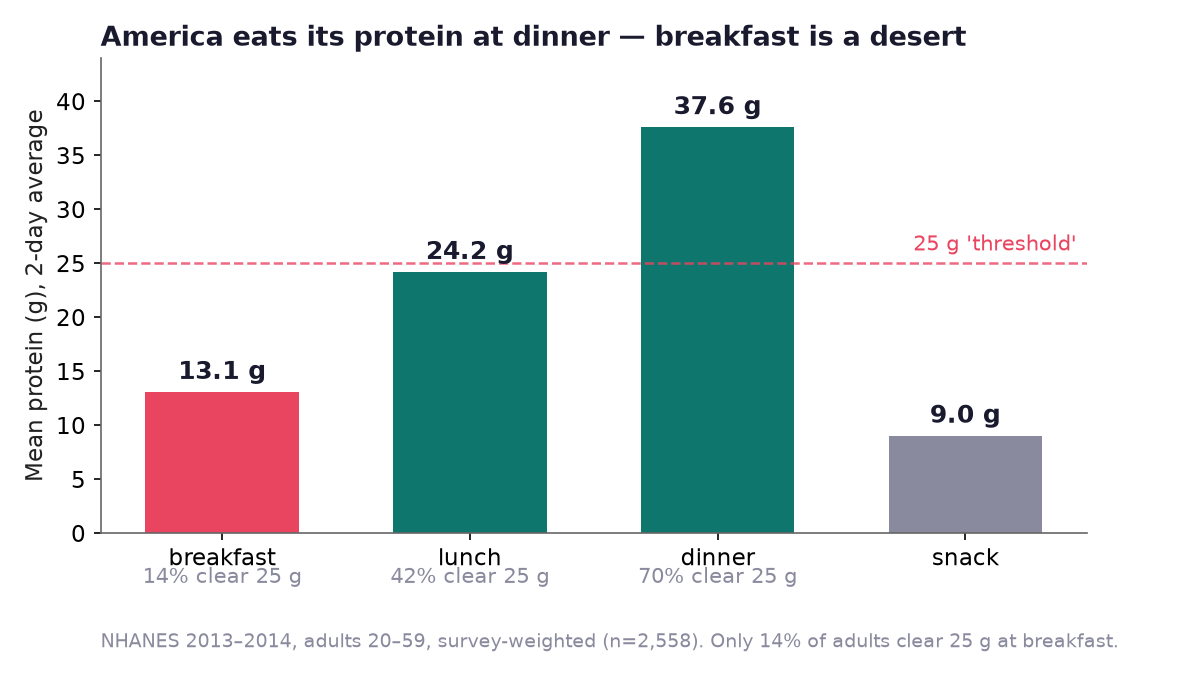 America eats its protein at dinner — breakfast is a desert
Mean protein (g), 2-day average
40
35
30
25
20
15
10
5
0
37.6 g
25 g 'threshold'
24.2 g
13.1 g
9.0 g
breakfast
lunch
dinner
snack
14% clear 25 g
42% clear 25 g
70% clear 25 g
NHANES 2013–2014, adults 20–59, survey-weighted (n=2,558). Only 14% of adults clear 25 g at breakfast.